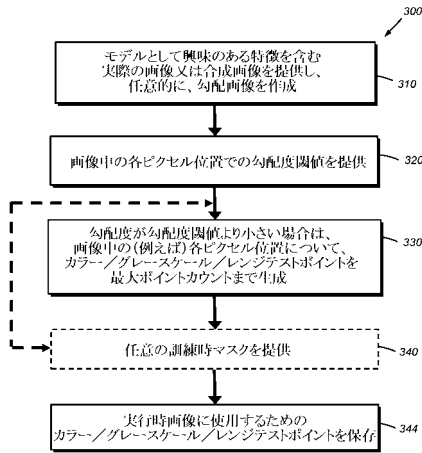 300
モデルとして興味のある特徴を含む
実際の画像又は合成画像を提供し、
任意的に、勾配画像を作成
310
画像中の各ピクセル位置での勾配度閾値を提供
320
勾配度が勾配度閾値より小さい場合は、
画像中の(例えば)各ピクセル位置について、
カラー／グレースケール／レンジテストポイントを
最大ポイントカウントまで生成
330
任意の訓練時マスクを提供
340
実行時画像に使用するための
カラー／グレースケール／レンジテストポイントを保存
344